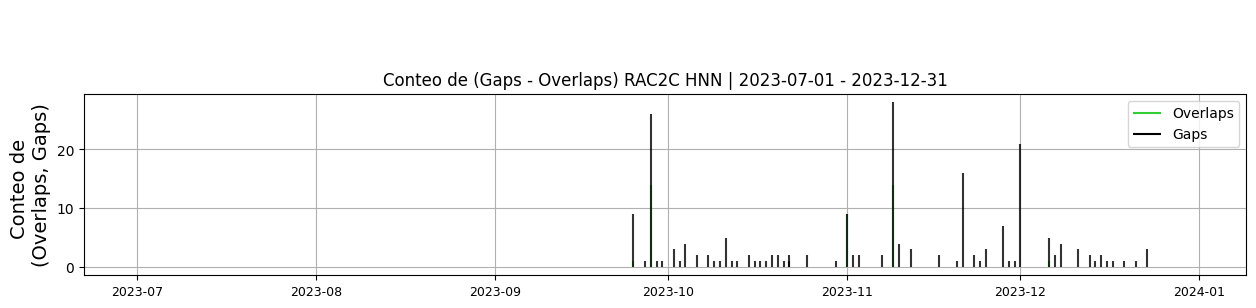 Conteo de (Gaps - Overlaps) RAC2C HNN | 2023-07-01 - 2023-12-31
Conteo de
(Overlaps, Gaps)
20
10
0
Overlaps
Gaps
2023-07
2023-08
2023-09
2023-10
2023-11
2023-12
2024-01